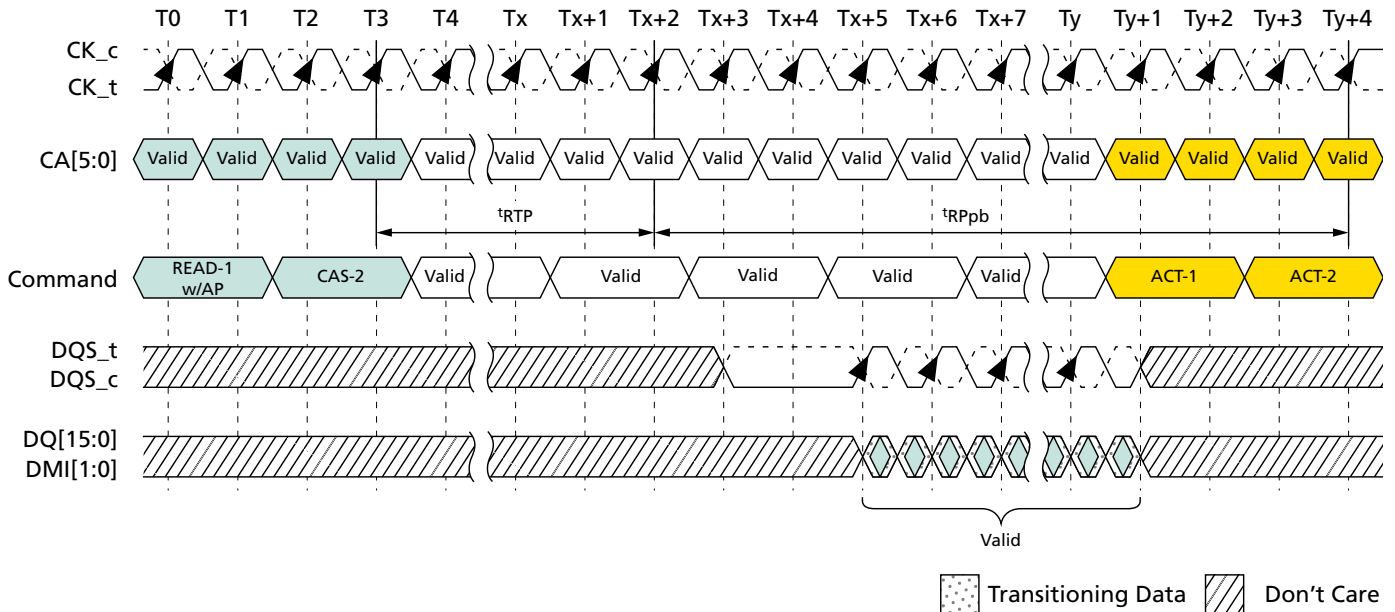 T0 T1 T2 T3 T4 Tx Tx+1 Tx+2 Tx+3 Tx+4 Tx+5 Tx+6 Tx+7 Ty Ty+1 Ty+2 Ty+3 Ty+4
CK_c
CK_t
CA[5:0] Valid Valid Valid Valid Valid Valid Valid Valid Valid Valid Valid Valid Valid Valid Valid Valid Valid Valid
tRTP tRPpb
Command READ-1 w/AP CAS-2 Valid Valid Valid Valid Valid ACT-1 ACT-2
DQS_t
DQS_c
DQ[15:0]
DMI[1:0]
Valid
Transitioning Data Don't Care